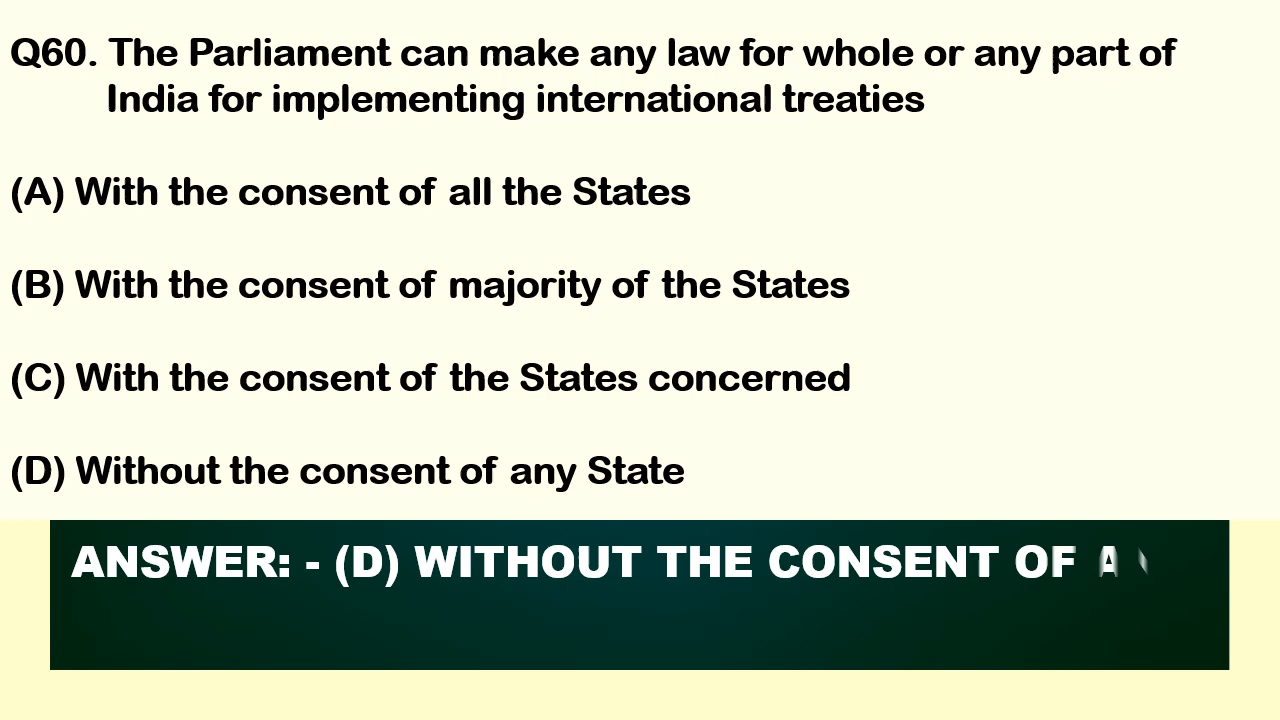 Q60. The Parliament can make any law for whole or any part of
India for implementing international treaties
(A) With the consent of all the States
(B) With the consent of majority of the States
(C) With the consent of the States concerned
(D) Without the consent of any State
ANSWER: - (D) WITHOUT THE CONSENT OF